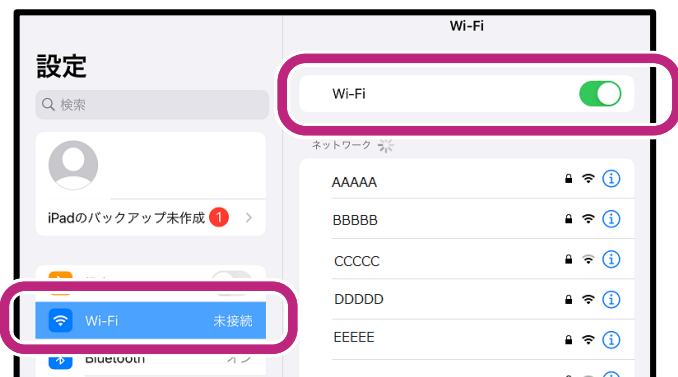 設定
検索
iPadのバックアップ未作成 1
Wi-Fi 未接続
Bluetooth オン
Wi-Fi
Wi-Fi
ネットワーク
AAAAA
BBBBB
CCCCC
DDDDD
EEEEE